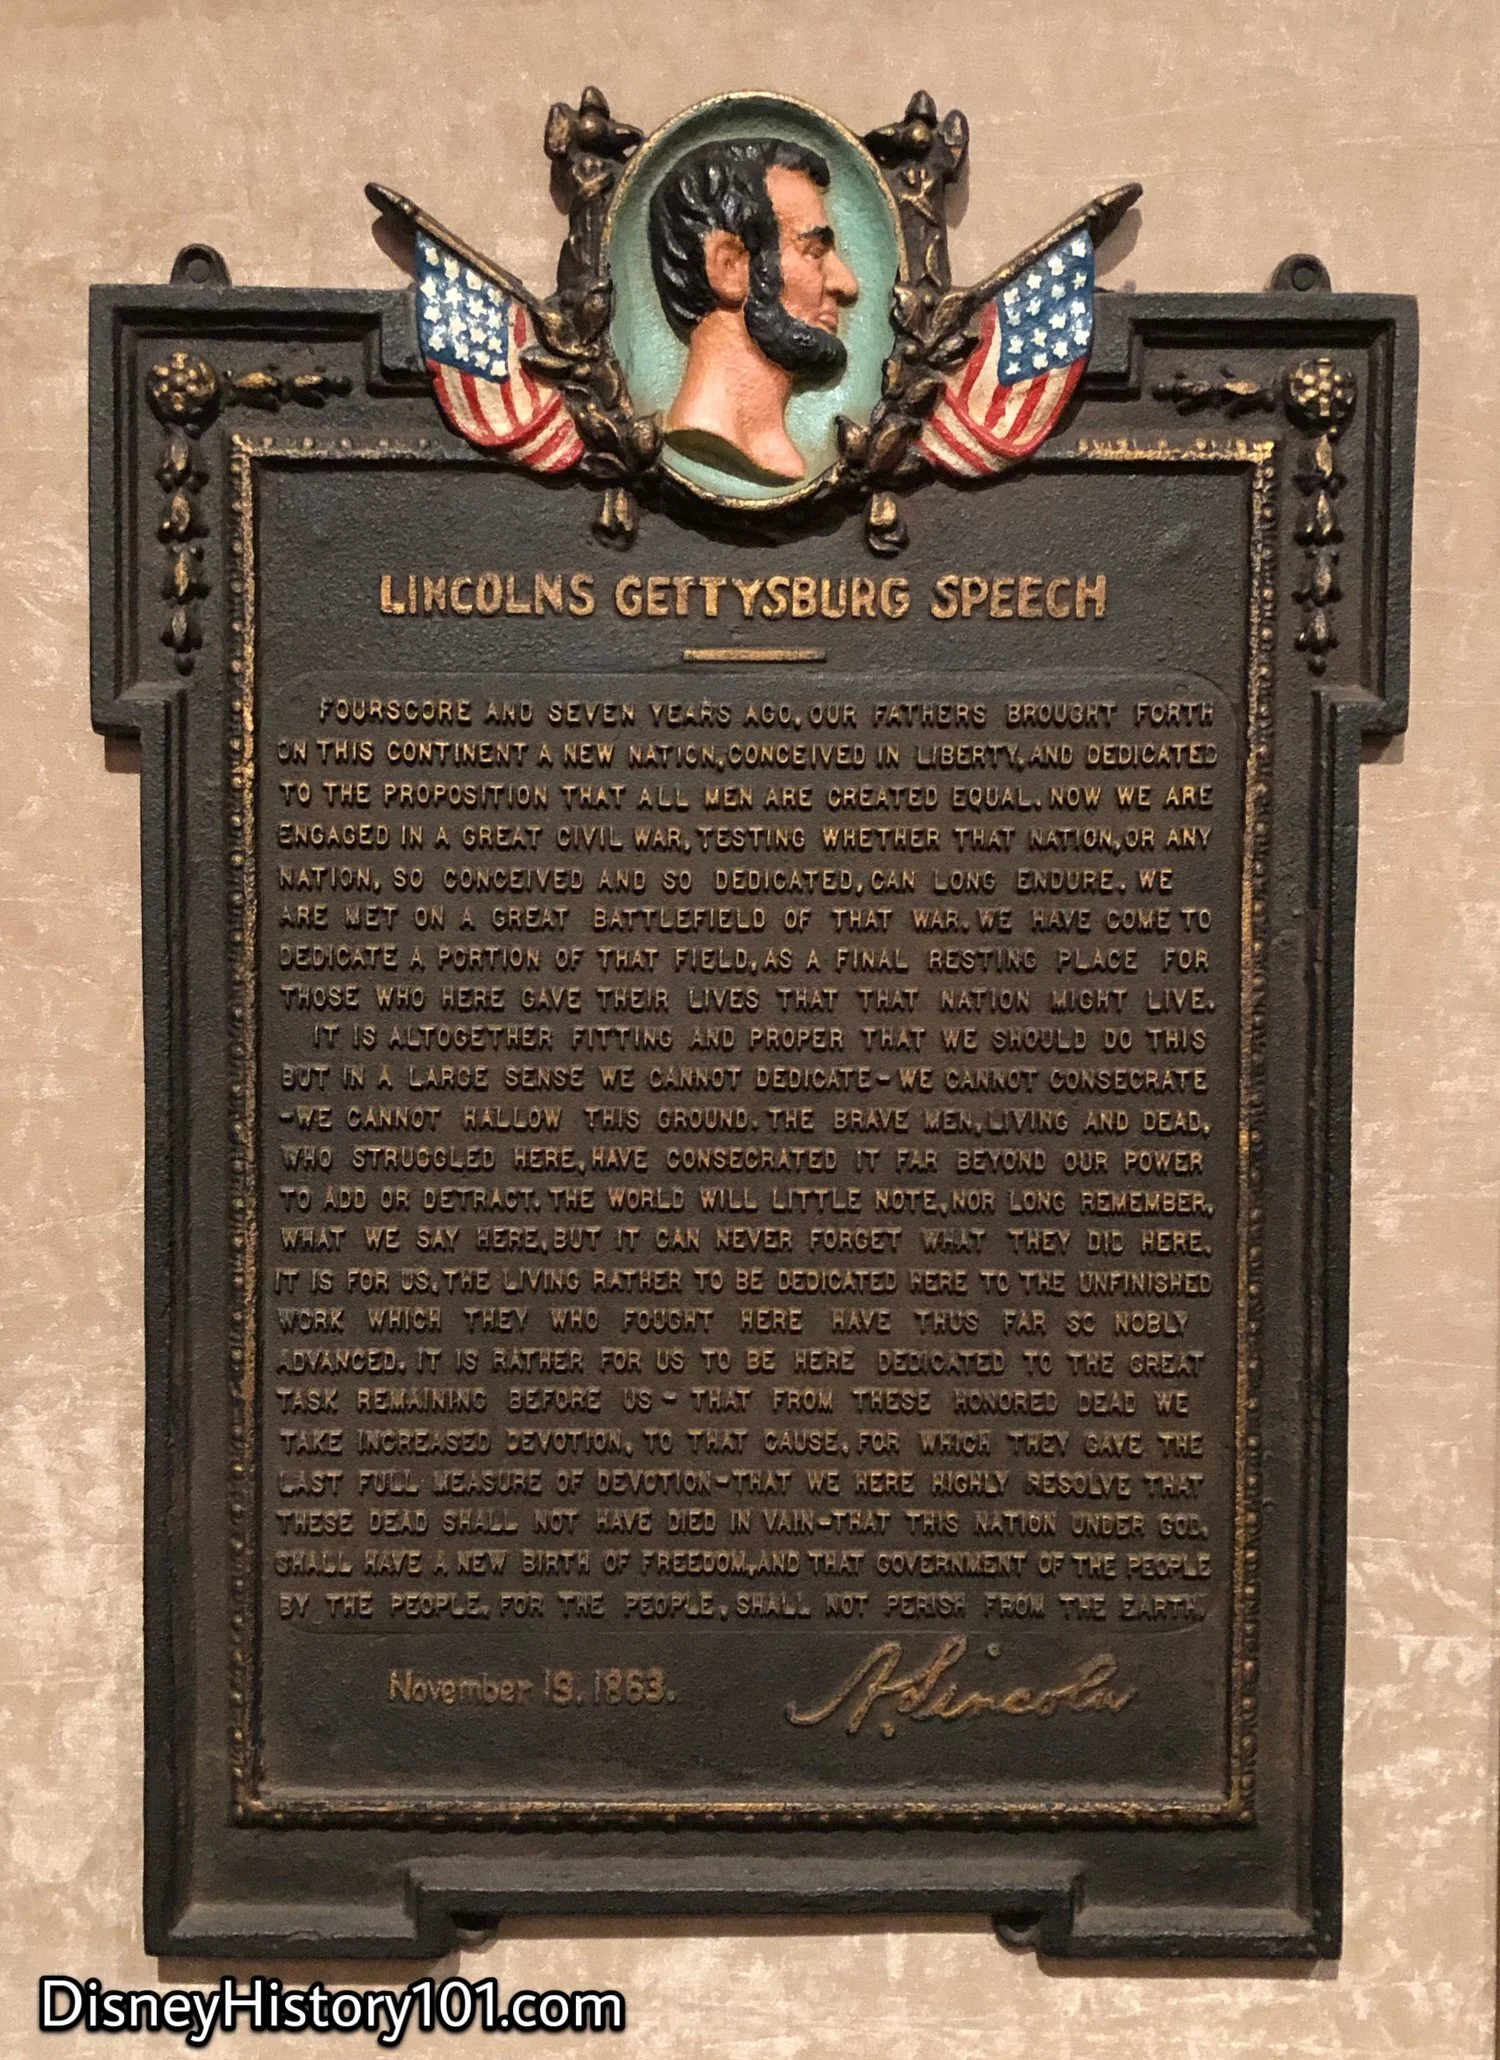 LINCOLNS GETTYSBURG SPEECH
FOURSCORE AND SEVEN YEARS AGO, OUR FATHERS BROUGHT FORTH
ON THIS CONTINENT A NEW NATION, CONCEIVED IN LIBERTY, AND DEDICATED
TO THE PROPOSITION THAT ALL MEN ARE CREATED EQUAL. NOW WE ARE
ENGAGED IN A GREAT CIVIL WAR, TESTING WHETHER THAT NATION, OR ANY
NATION, SO CONCEIVED AND SO DEDICATED, CAN LONG ENDURE. WE
ARE MET ON A GREAT BATTLEFIELD OF THAT WAR. WE HAVE COME TO
DEDICATE A PORTION OF THAT FIELD, AS A FINAL RESTING PLACE FOR
THOSE WHO HERE GAVE THEIR LIVES THAT THAT NATION MIGHT LIVE.
IT IS ALTOGETHER FITTING AND PROPER THAT WE SHOULD DO THIS
BUT IN A LARGE SENSE WE CANNOT DEDICATE - WE CANNOT CONSECRATE
- WE CANNOT HALLOW THIS GROUND. THE BRAVE MEN, LIVING AND DEAD,
WHO STRUGGLED HERE, HAVE CONSECRATED IT FAR BEYOND OUR POWER
TO ADD OR DETRACT. THE WORLD WILL LITTLE NOTE, NOR LONG REMEMBER,
WHAT WE SAY HERE, BUT IT CAN NEVER FORGET WHAT THEY DID HERE.
IT IS FOR US, THE LIVING RATHER TO BE DEDICATED HERE TO THE UNFINISHED
WORK WHICH THEY WHO FOUGHT HERE HAVE THUS FAR SO NOBLY
ADVANCED. IT IS RATHER FOR US TO BE HERE DEDICATED TO THE GREAT
TASK REMAINING BEFORE US - THAT FROM THESE HONORED DEAD WE
TAKE INCREASED DEVOTION, TO THAT CAUSE, FOR WHICH THEY GAVE THE
LAST FULL MEASURE OF DEVOTION - THAT WE HERE HIGHLY RESOLVE THAT
THESE DEAD SHALL NOT HAVE DIED IN VAIN - THAT THIS NATION UNDER GOD,
SHALL HAVE A NEW BIRTH OF FREEDOM, AND THAT GOVERNMENT OF THE PEOPLE
BY THE PEOPLE, FOR THE PEOPLE, SHALL NOT PERISH FROM THE EARTH.
November 19. 1863.
A. Lincoln
DisneyHistory101.com